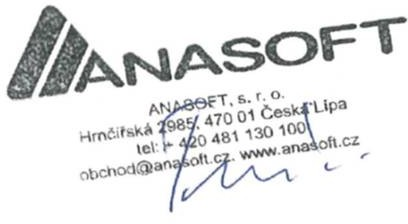 ANASOFT
ANASOFT, s. r. o.
Hrnčířská 2985, 470 01 Česká Lípa
tel: + 420 481 130 100
obchod@anasoft.cz, www.anasoft.cz